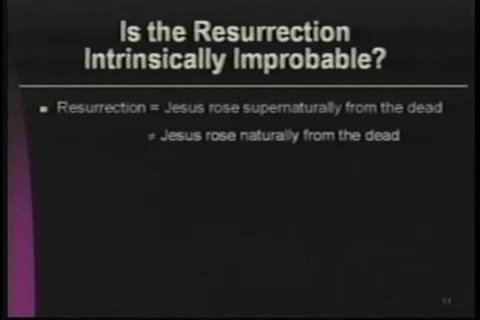 Is the Resurrection
Intrinsically Improbable?
▪ Resurrection = Jesus rose supernaturally from the dead
≠ Jesus rose naturally from the dead